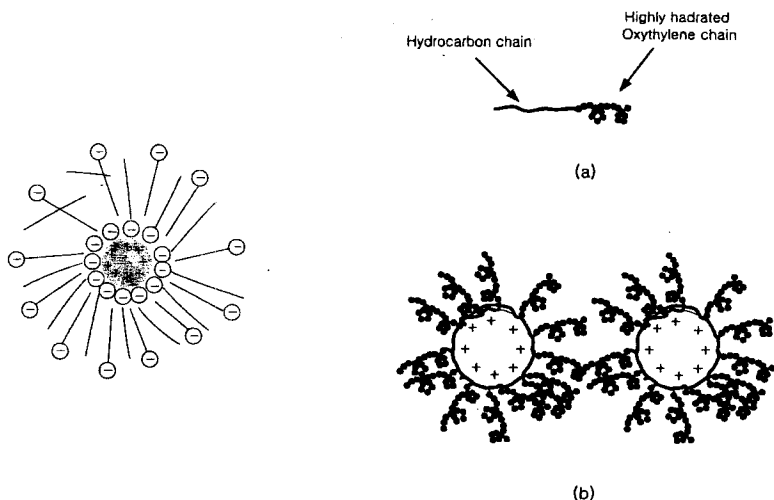 Highly hadrated
Hydrocarbon chain
Oxythylene chain
(a)
(b)